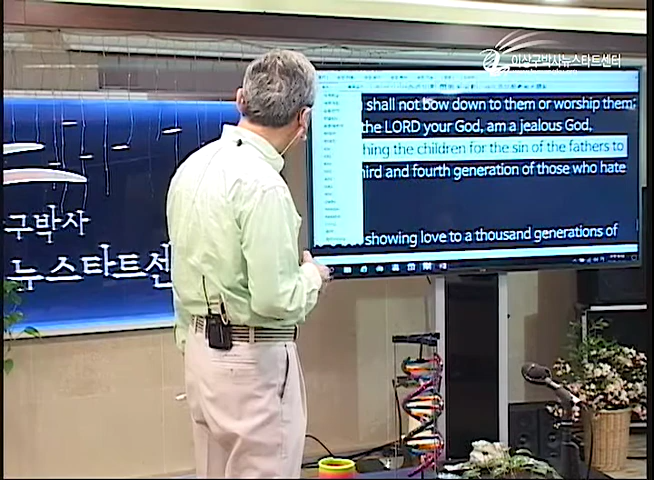 이상구박사뉴스타트센터
shall not bow down to them or worship them;
the LORD your God, am a jealous God,
hing the children for the sin of the fathers to
hird and fourth generation of those who hate
showing love to a thousand generations of
구박사
뉴스타트센